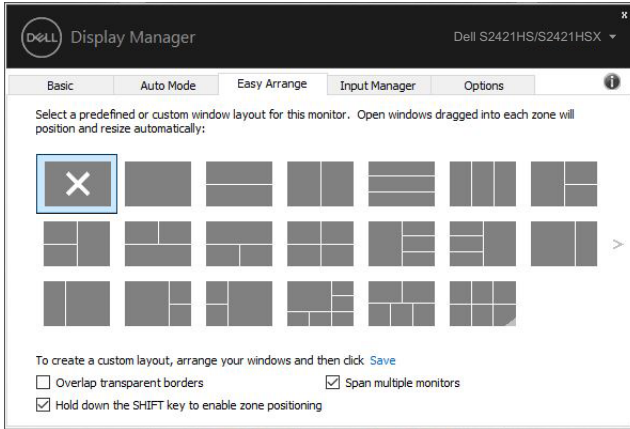 x
DELL Display Manager Dell S2421HS/S2421HSX
Basic Auto Mode Easy Arrange Input Manager Options i
Select a predefined or custom window layout for this monitor. Open windows dragged into each zone will
position and resize automatically:
>
To create a custom layout, arrange your windows and then click Save
Overlap transparent borders Span multiple monitors
Hold down the SHIFT key to enable zone positioning